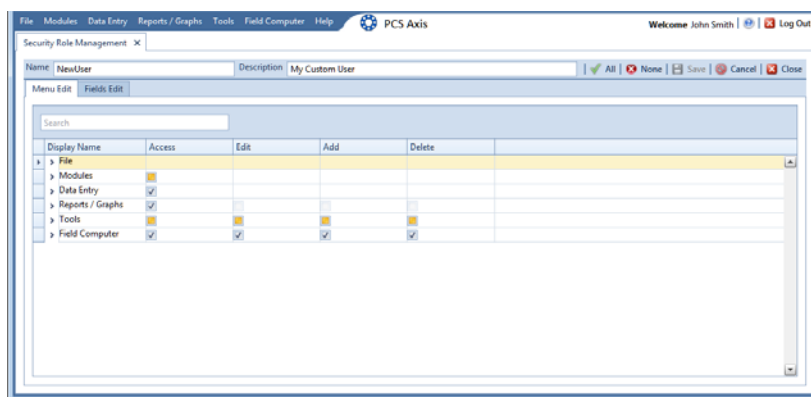 File Modules Data Entry Reports / Graphs Tools Field Computer Help PCS Axis Welcome John Smith Log Out
Security Role Management X
Name NewUser Description My Custom User All None Save Cancel Close
Menu Edit Fields Edit
Search
Display Name Access Edit Add Delete
File
Modules
Data Entry
Reports / Graphs
Tools
Field Computer